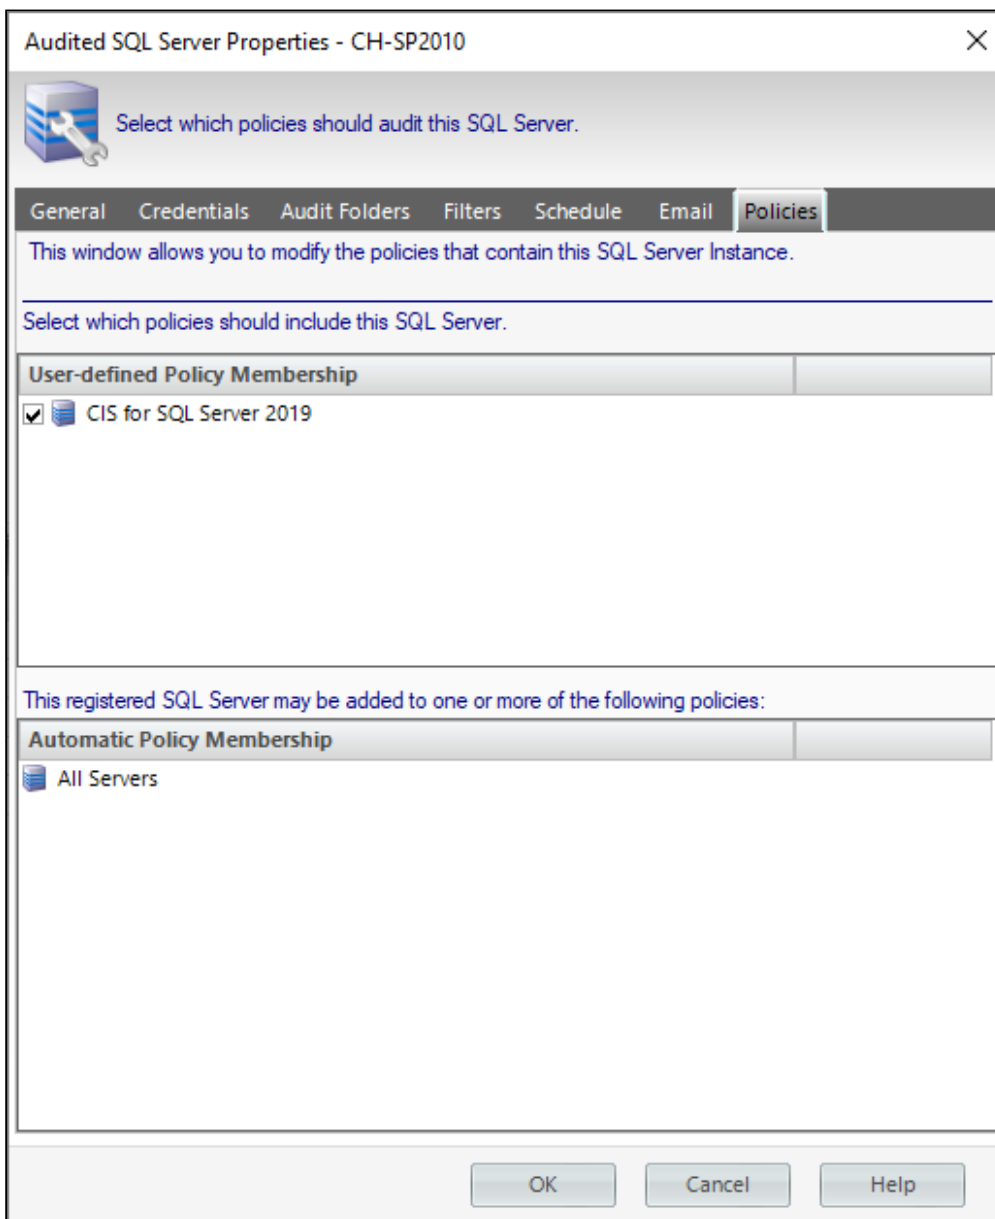 Audited SQL Server Properties - CH-SP2010
Select which policies should audit this SQL Server.
General Credentials Audit Folders Filters Schedule Email Policies
This window allows you to modify the policies that contain this SQL Server Instance.
Select which policies should include this SQL Server.
User-defined Policy Membership
CIS for SQL Server 2019
This registered SQL Server may be added to one or more of the following policies:
Automatic Policy Membership
All Servers
OK Cancel Help